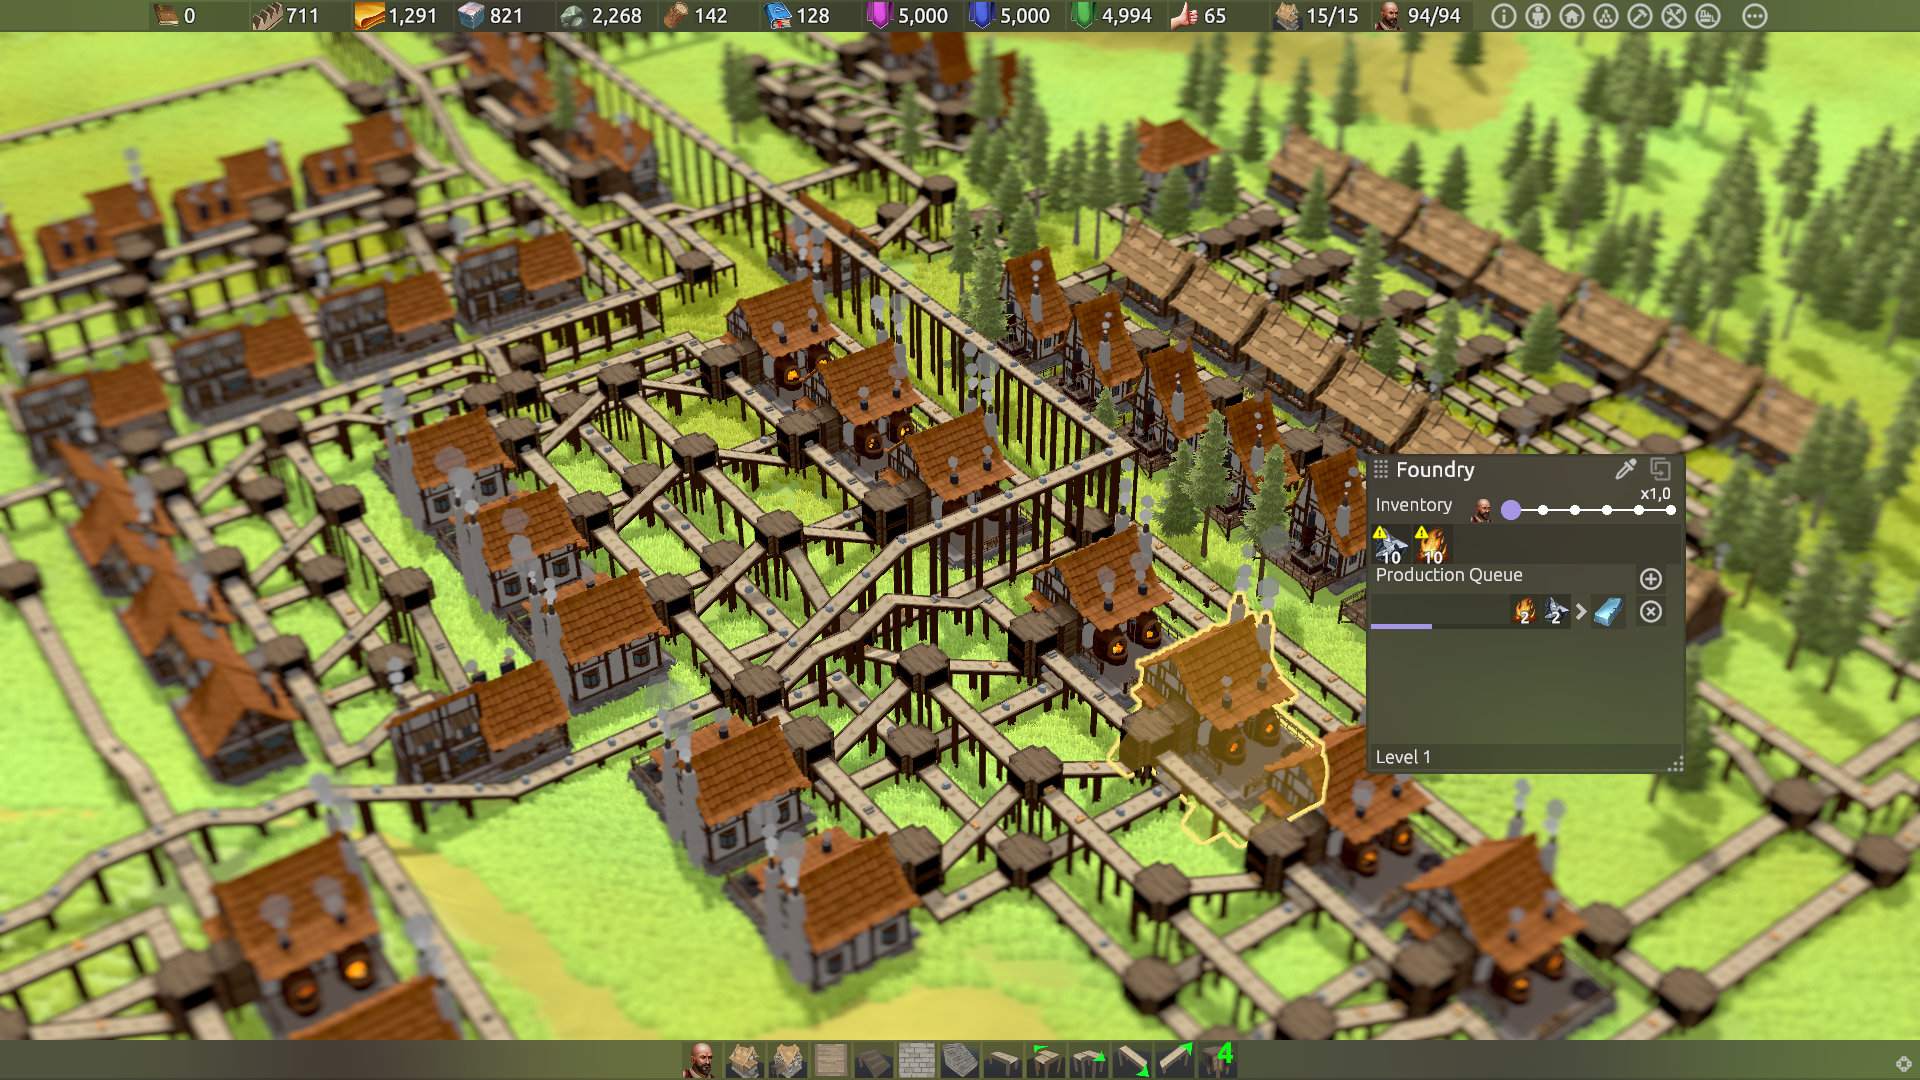 0 711 1,291 821 2,268 142 128 5,000 5,000 4,994 65 15/15 94/94
Foundry
Inventory x1,0
10 10
Production Queue
2 2
Level 1
4